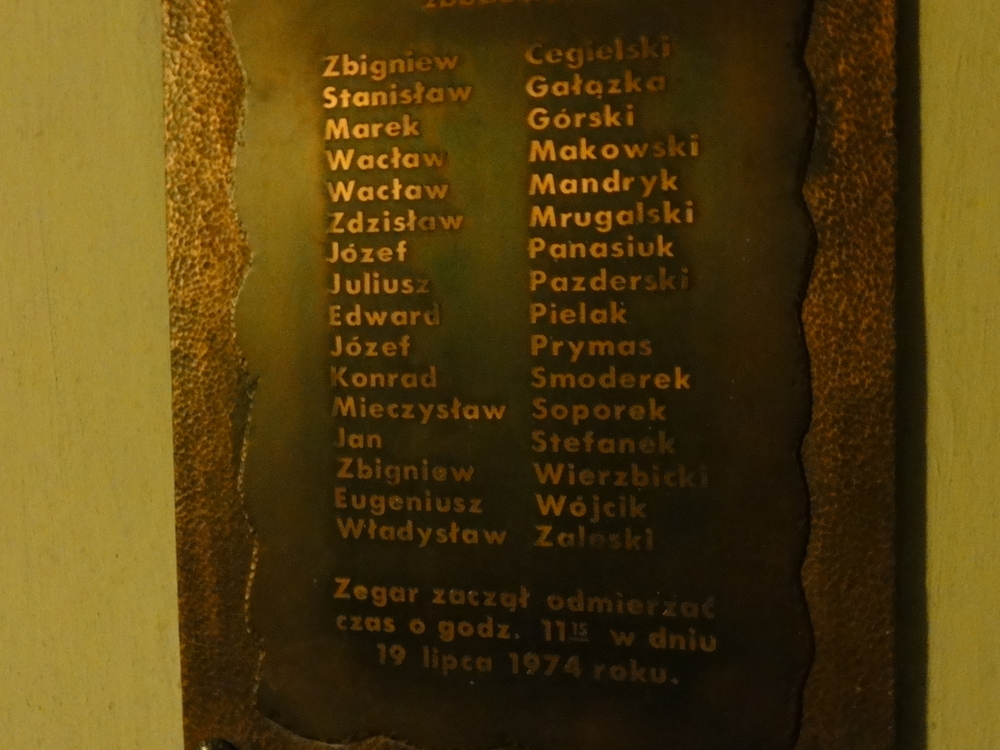 Zbigniew Cegielski
Stanisław Gałązka
Marek Górski
Wacław Makowski
Wacław Mandryk
Zdzisław Mrugalski
Józef Panasiuk
Juliusz Pazderski
Edward Pielak
Józef Prymas
Konrad Smoderek
Mieczysław Soporek
Jan Stefanek
Zbigniew Wierzbicki
Eugeniusz Wójcik
Władysław Zaleski
Zegar zaczął odmierzać
czas o godz. 11 15 w dniu
19 lipca 1974 roku.